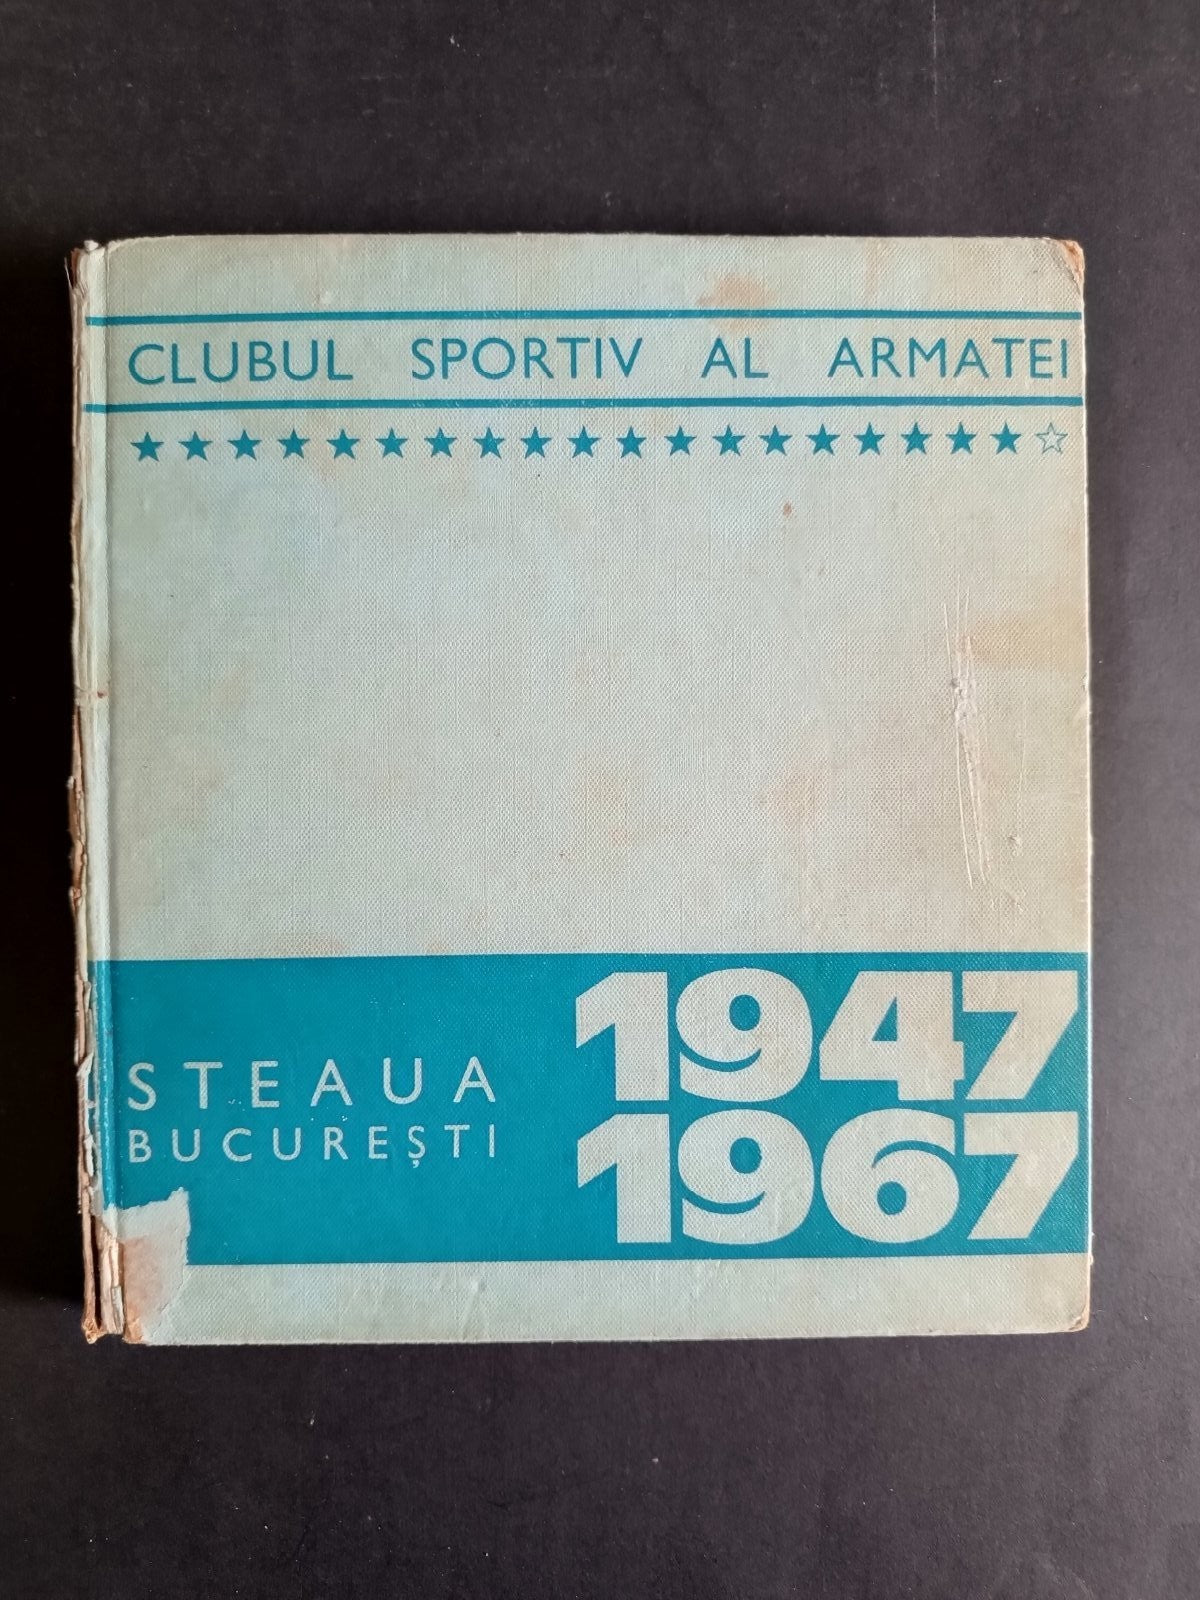 CLUBUL SPORTIV AL ARMATEI
STEAUA
BUCUREȘTI
1947
1967